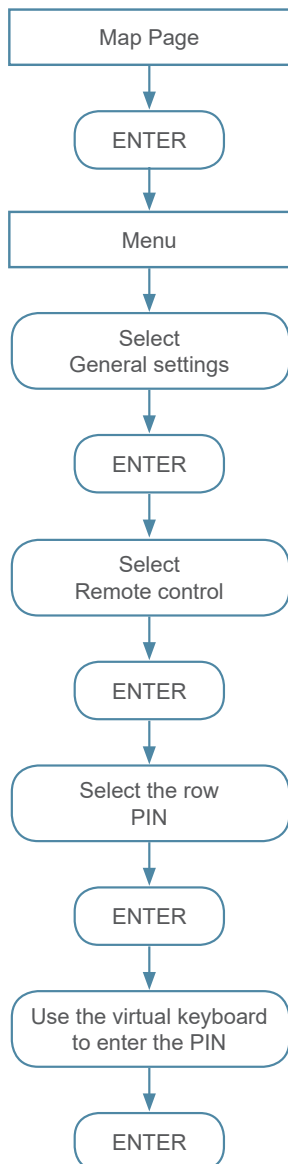 Map Page
ENTER
Menu
Select
General settings
ENTER
Select
Remote control
ENTER
Select the row
PIN
ENTER
Use the virtual keyboard
to enter the PIN
ENTER